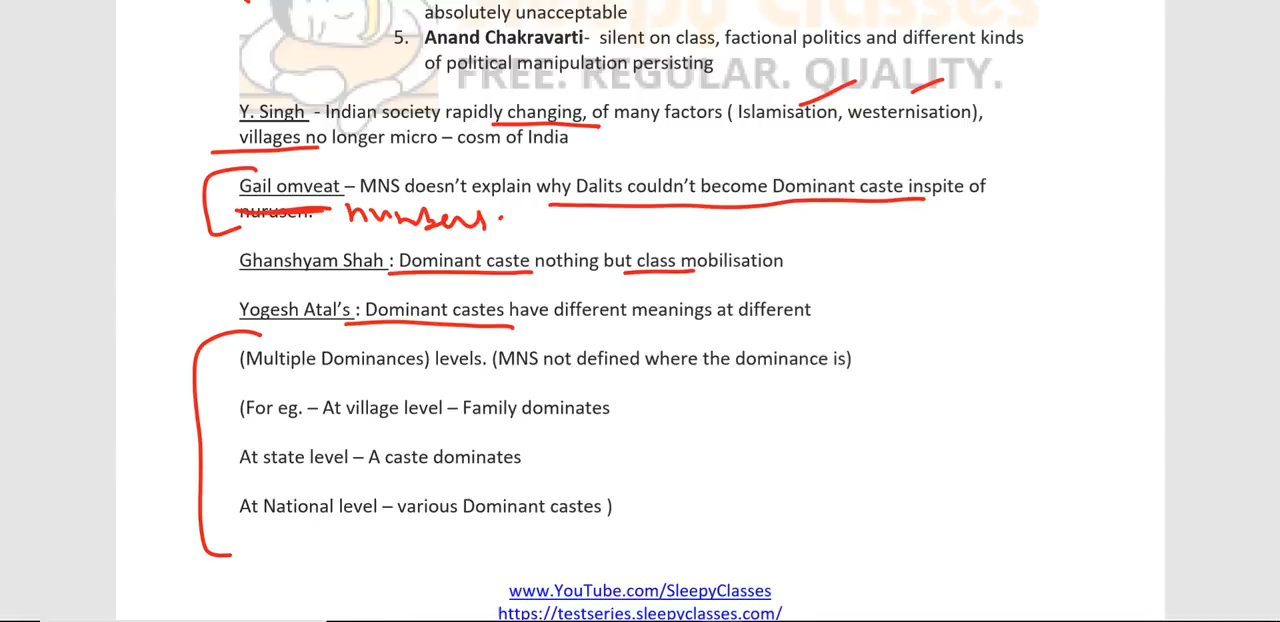 absolutely unacceptable
5. Anand Chakravarti- silent on class, factional politics and different kinds
of political manipulation persisting
FREE. REGULAR. QUALITY.
Y. Singh - Indian society rapidly changing, of many factors ( Islamisation, westernisation),
villages no longer micro – cosm of India
Gail omveat – MNS doesn't explain why Dalits couldn't become Dominant caste inspite of
numbers.
Ghanshyam Shah : Dominant caste nothing but class mobilisation
Yogesh Atal's : Dominant castes have different meanings at different
(Multiple Dominances) levels. (MNS not defined where the dominance is)
(For eg. – At village level – Family dominates
At state level – A caste dominates
At National level – various Dominant castes )
www.YouTube.com/SleepyClasses
https://testseries.sleepyclasses.com/